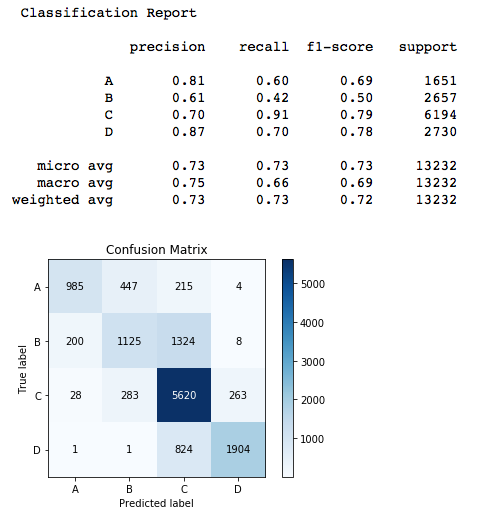 Classification Report
precision recall f1-score support
A 0.81 0.60 0.69 1651
B 0.61 0.42 0.50 2657
C 0.70 0.91 0.79 6194
D 0.87 0.70 0.78 2730
micro avg 0.73 0.73 0.73 13232
macro avg 0.75 0.66 0.69 13232
weighted avg 0.73 0.73 0.72 13232
Confusion Matrix
A 985 447 215 4
B 200 1125 1324 8
C 28 283 5620 263
D 1 1 824 1904
A B C D
Predicted label
True label
5000
4000
3000
2000
1000